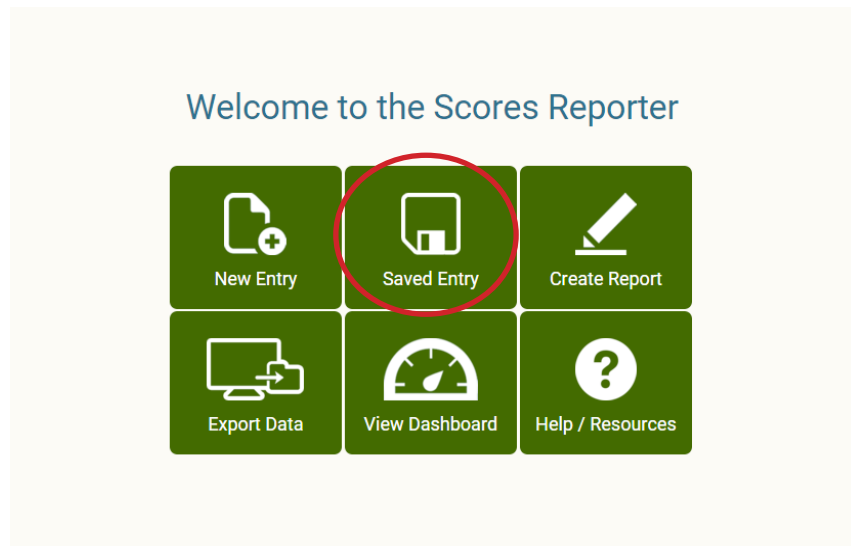 Welcome to the Scores Reporter
New Entry
Saved Entry
Create Report
Export Data
View Dashboard
Help / Resources